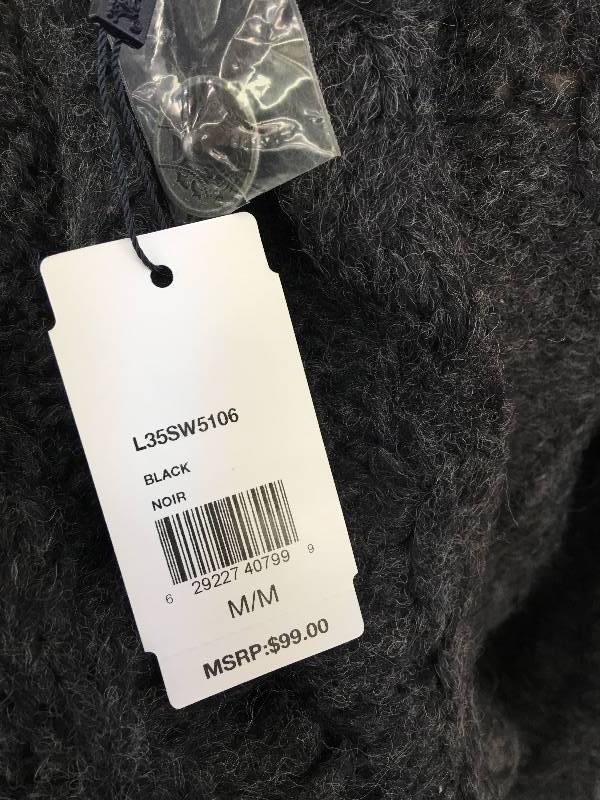 L35SW5106
BLACK
NOIR
6 29227 40799 9
M/M
MSRP:$99.00